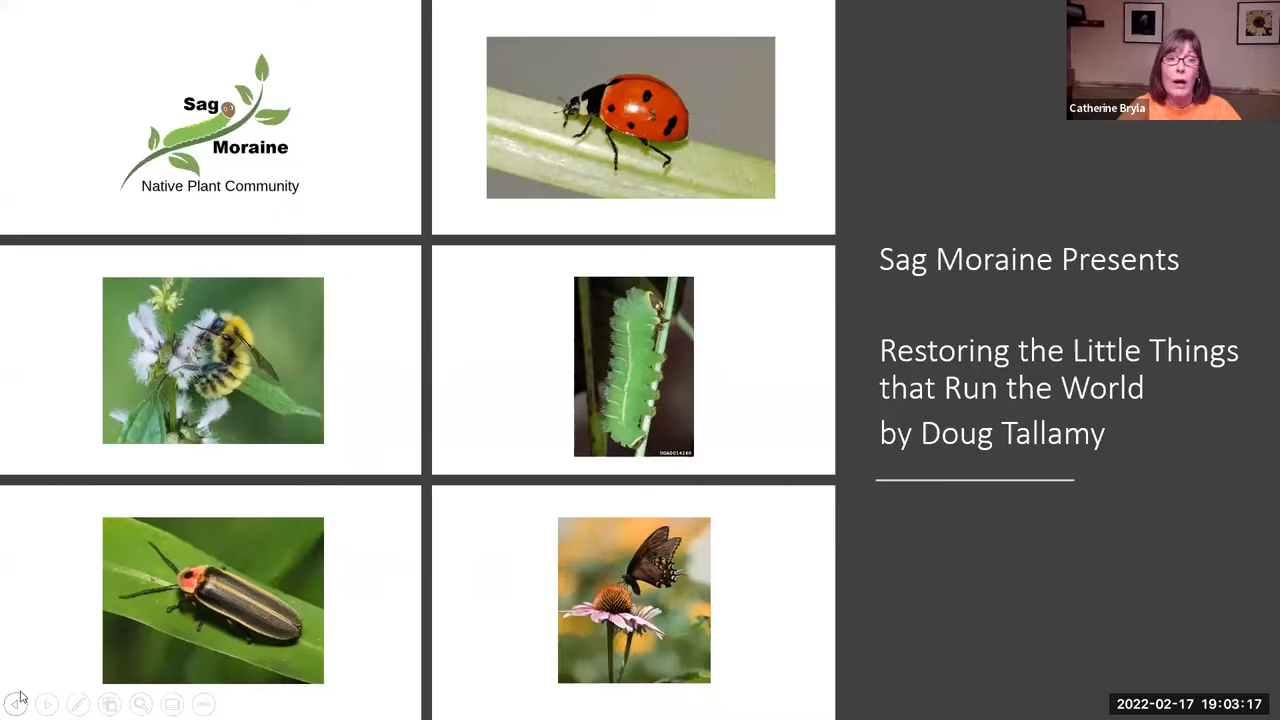 Sag
Moraine
Native Plant Community
Catherine Bryla
Sag Moraine Presents
Restoring the Little Things
that Run the World
by Doug Tallamy
UGA0014260
2022-02-17 19:03:17